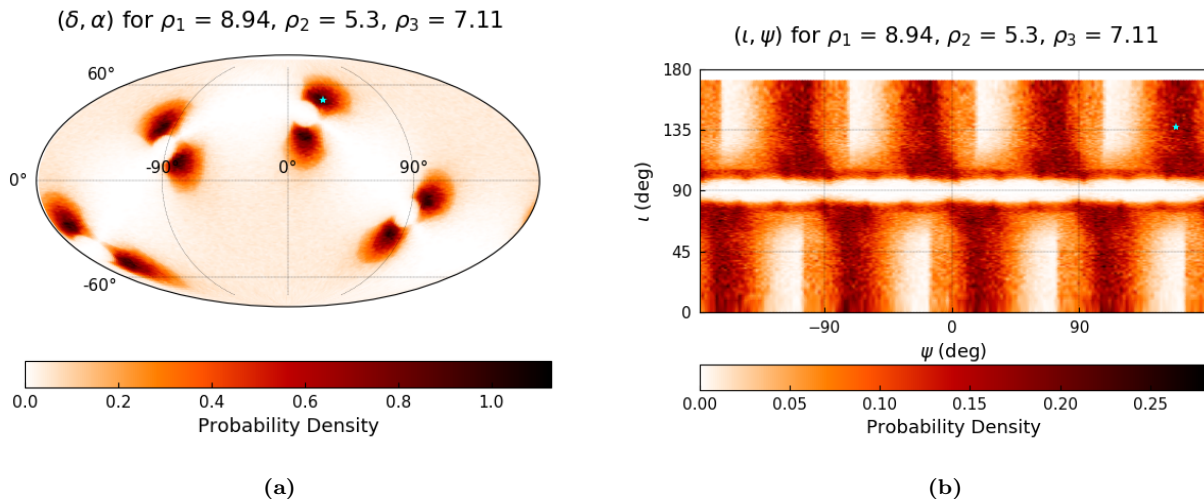 (δ, α) for ρ₁ = 8.94, ρ₂ = 5.3, ρ₃ = 7.11
60°
-90°
0°
90°
0°
-60°
0.0 0.2 0.4 0.6 0.8 1.0
Probability Density
(a)
(ι, ψ) for ρ₁ = 8.94, ρ₂ = 5.3, ρ₃ = 7.11
180
135
90
45
0
ι (deg)
−90 0 90
ψ (deg)
0.00 0.05 0.10 0.15 0.20 0.25
Probability Density
(b)